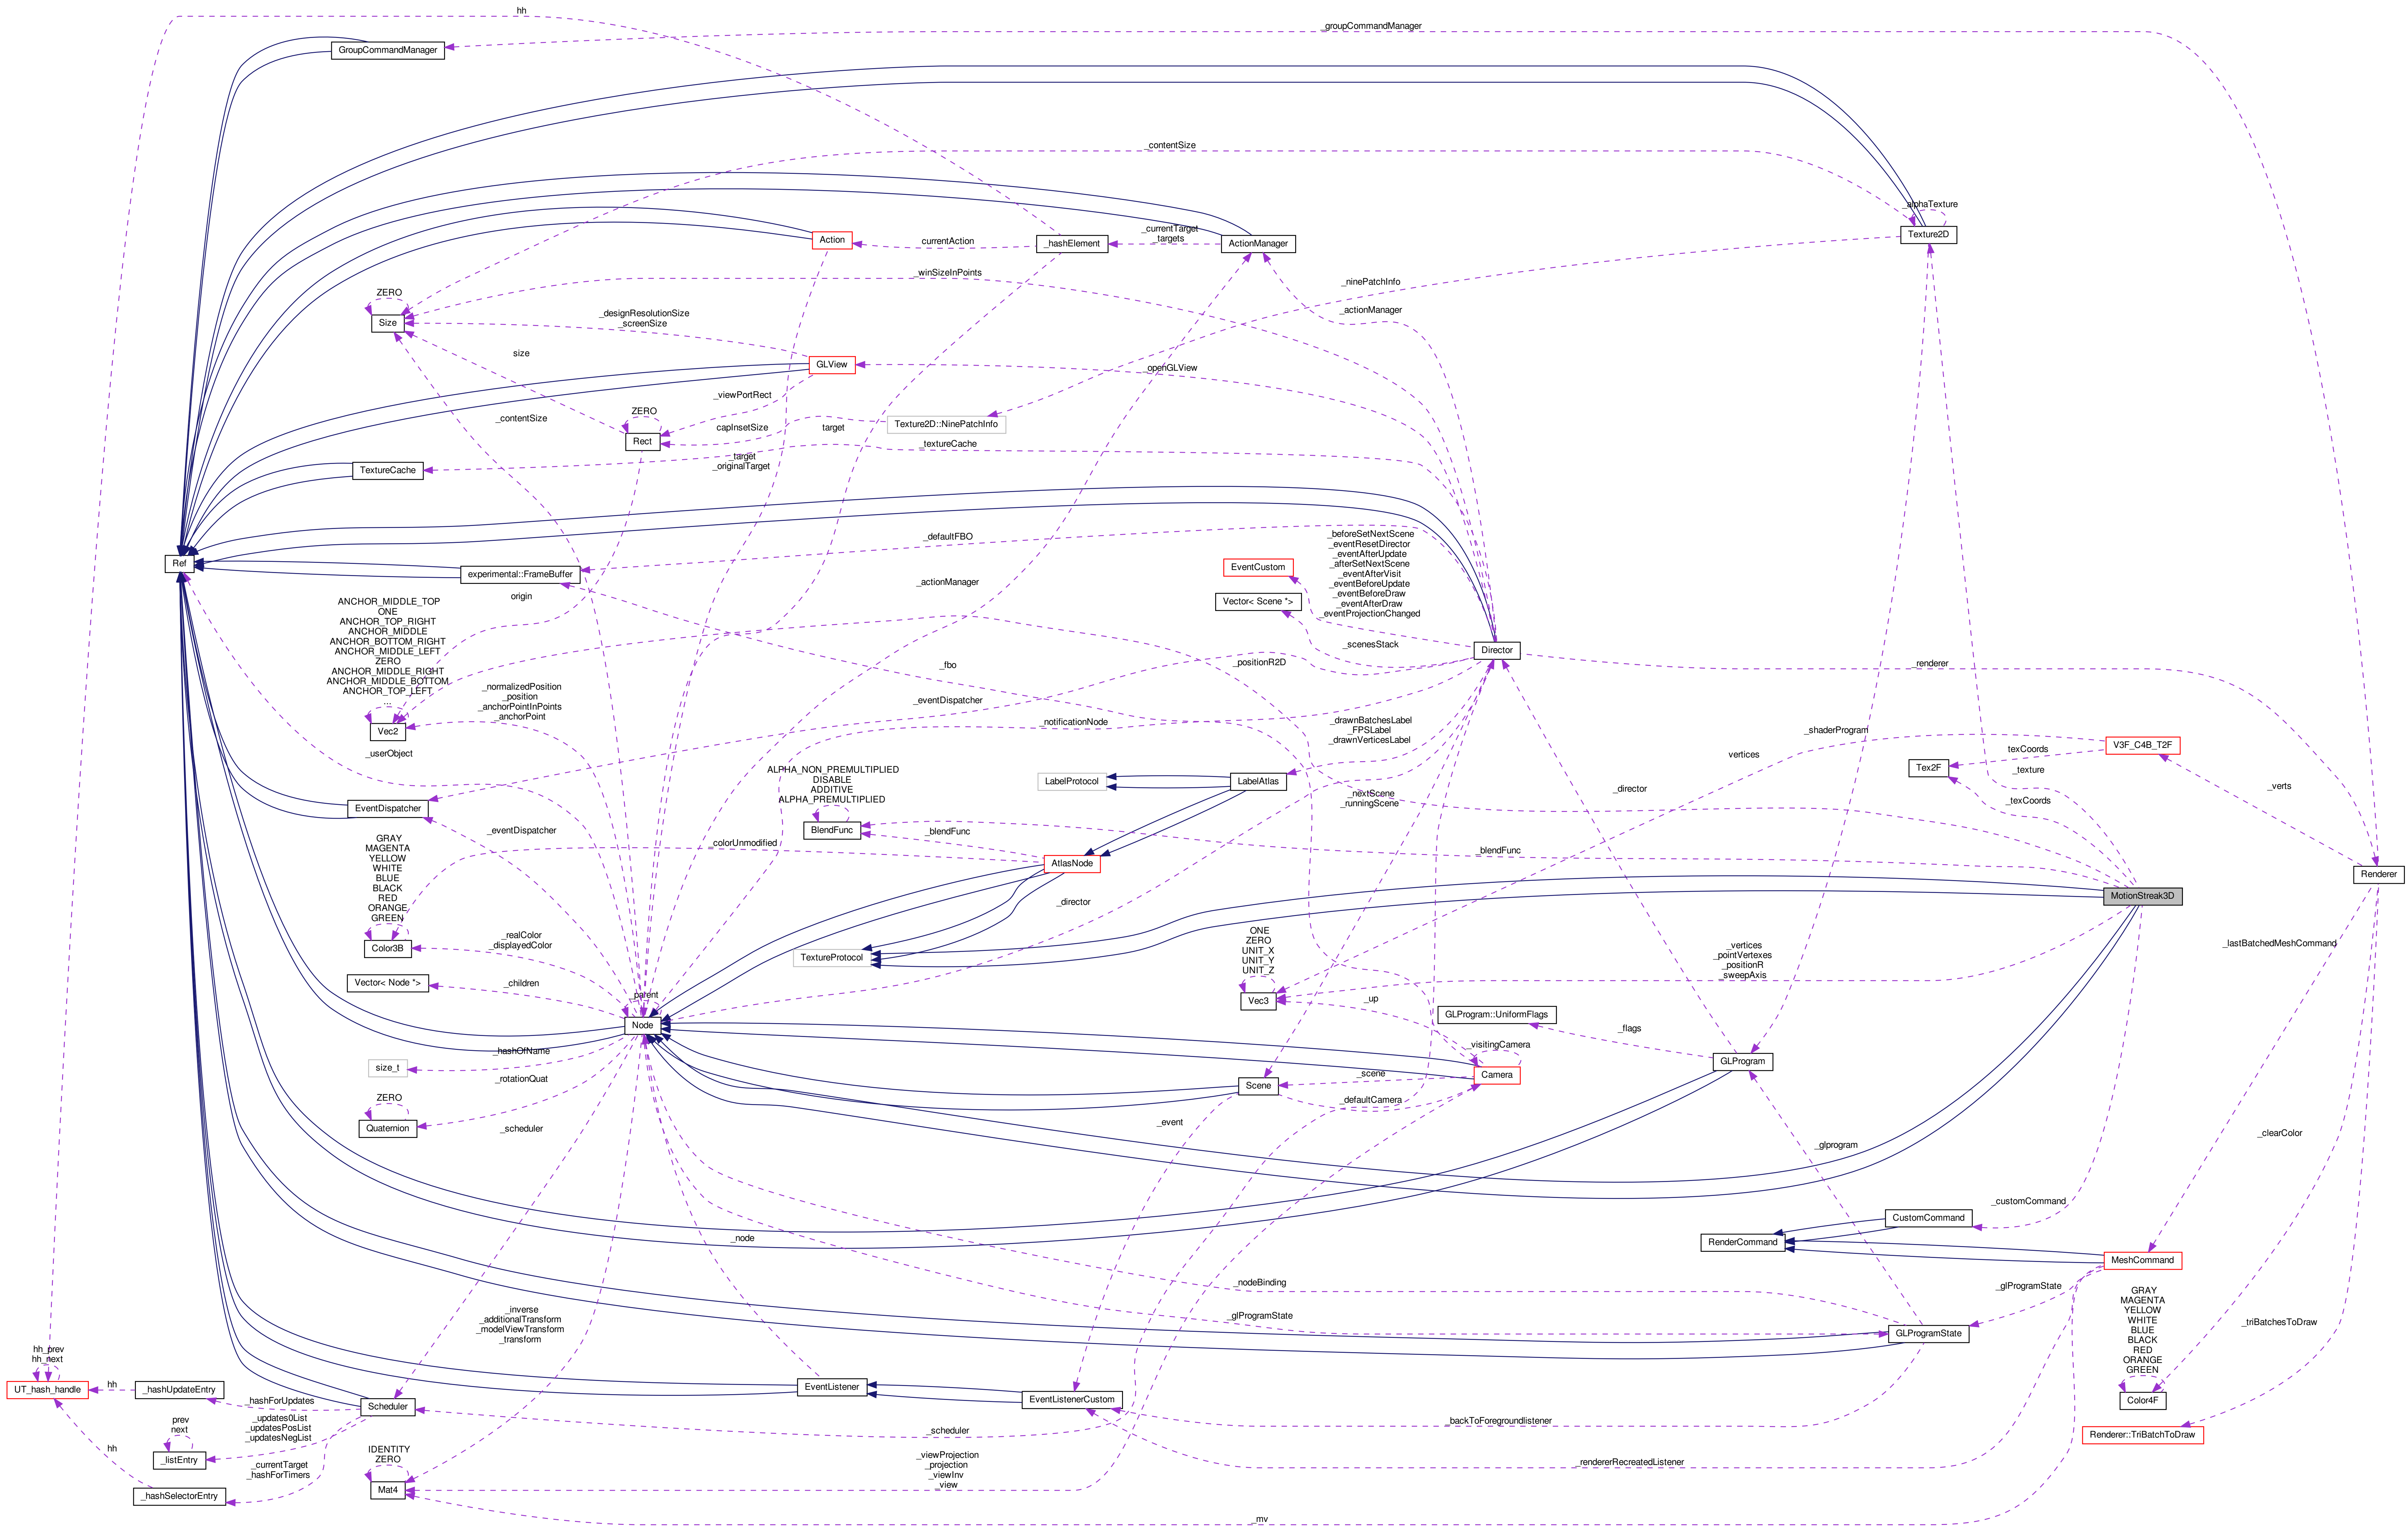 hh
_groupCommandManager
GroupCommandManager
_contentSize
_alphaTexture
Texture2D
Action
currentAction
_hashElement
_currentTarget
_targets
ActionManager
_winSizeInPoints
_ninePatchInfo
ZERO
Size
_designResolutionSize
_screenSize
_actionManager
size
GLView
_openGLView
_viewPortRect
_contentSize
ZERO
Rect
capInsetSize
target
Texture2D::NinePatchInfo
_textureCache
TextureCache
_target
_originalTarget
Ref
experimental::FrameBuffer
_defaultFBO
origin
_actionManager
EventCustom
Vector< Scene *>
_beforeSetNextScene
_eventResetDirector
_eventAfterUpdate
_afterSetNextScene
_eventAfterVisit
_eventBeforeUpdate
_eventBeforeDraw
_eventAfterDraw
_eventProjectionChanged
_scenesStack
Director
_renderer
ANCHOR_MIDDLE_TOP
ONE
ANCHOR_TOP_RIGHT
ANCHOR_MIDDLE
ANCHOR_BOTTOM_RIGHT
ANCHOR_MIDDLE_LEFT
ZERO
ANCHOR_MIDDLE_RIGHT
ANCHOR_MIDDLE_BOTTOM
ANCHOR_TOP_LEFT
...
Vec2
_normalizedPosition
_position
_anchorPointInPoints
_anchorPoint
_fbo
_positionR2D
_eventDispatcher
_notificationNode
_userObject
_drawnBatchesLabel
_FPSLabel
_drawnVerticesLabel
_shaderProgram
vertices
texCoords
V3F_C4B_T2F
Tex2F
_texture
_texCoords
_verts
LabelProtocol
LabelAtlas
_director
_nextScene
_runningScene
ALPHA_NON_PREMULTIPLIED
DISABLE
ADDITIVE
ALPHA_PREMULTIPLIED
BlendFunc
_blendFunc
EventDispatcher
_eventDispatcher
_colorUnmodified
AtlasNode
_blendFunc
Renderer
MotionStreak3D
GRAY
MAGENTA
YELLOW
WHITE
BLUE
BLACK
RED
ORANGE
GREEN
Color3B
_realColor
_displayedColor
_director
TextureProtocol
ONE
ZERO
UNIT_X
UNIT_Y
UNIT_Z
Vec3
_vertices
_pointVertexes
_positionR
_sweepAxis
_lastBatchedMeshCommand
Vector< Node *>
_children
_parent
Node
_up
GLProgram::UniformFlags
_flags
GLProgram
size_t
_hashOfName
_rotationQuat
_visitingCamera
Camera
_scene
Scene
_defaultCamera
ZERO
Quaternion
_scheduler
_event
_glprogram
_clearColor
_customCommand
CustomCommand
RenderCommand
MeshCommand
_node
_nodeBinding
_glProgramState
_glProgramState
GLProgramState
_inverse
_additionalTransform
_modelViewTransform
_transform
GRAY
MAGENTA
YELLOW
WHITE
BLUE
BLACK
RED
ORANGE
GREEN
Color4F
_triBatchesToDraw
Renderer::TriBatchToDraw
hh_prev
hh_next
UT_hash_handle
hh
_hashUpdateEntry
_hashForUpdates
Scheduler
EventListener
EventListenerCustom
_backToForegroundlistener
prev
next
_listEntry
_updates0List
_updatesPosList
_updatesNegList
_scheduler
hh
_currentTarget
_hashForTimers
_hashSelectorEntry
IDENTITY
ZERO
Mat4
_viewProjection
_projection
_viewInv
_view
_rendererRecreatedListener
_mv